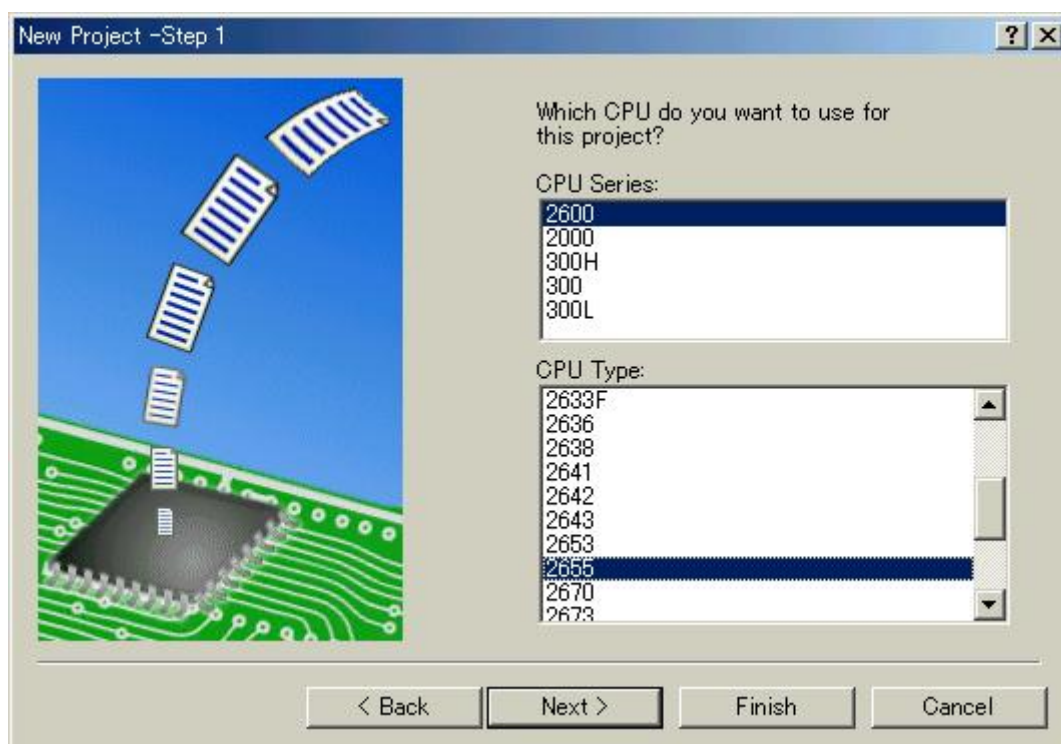 New Project -Step 1
Which CPU do you want to use for
this project?
CPU Series:
2600
2000
300H
300
300L
CPU Type:
2633F
2636
2638
2641
2642
2643
2653
2655
2670
2673
< Back
Next >
Finish
Cancel